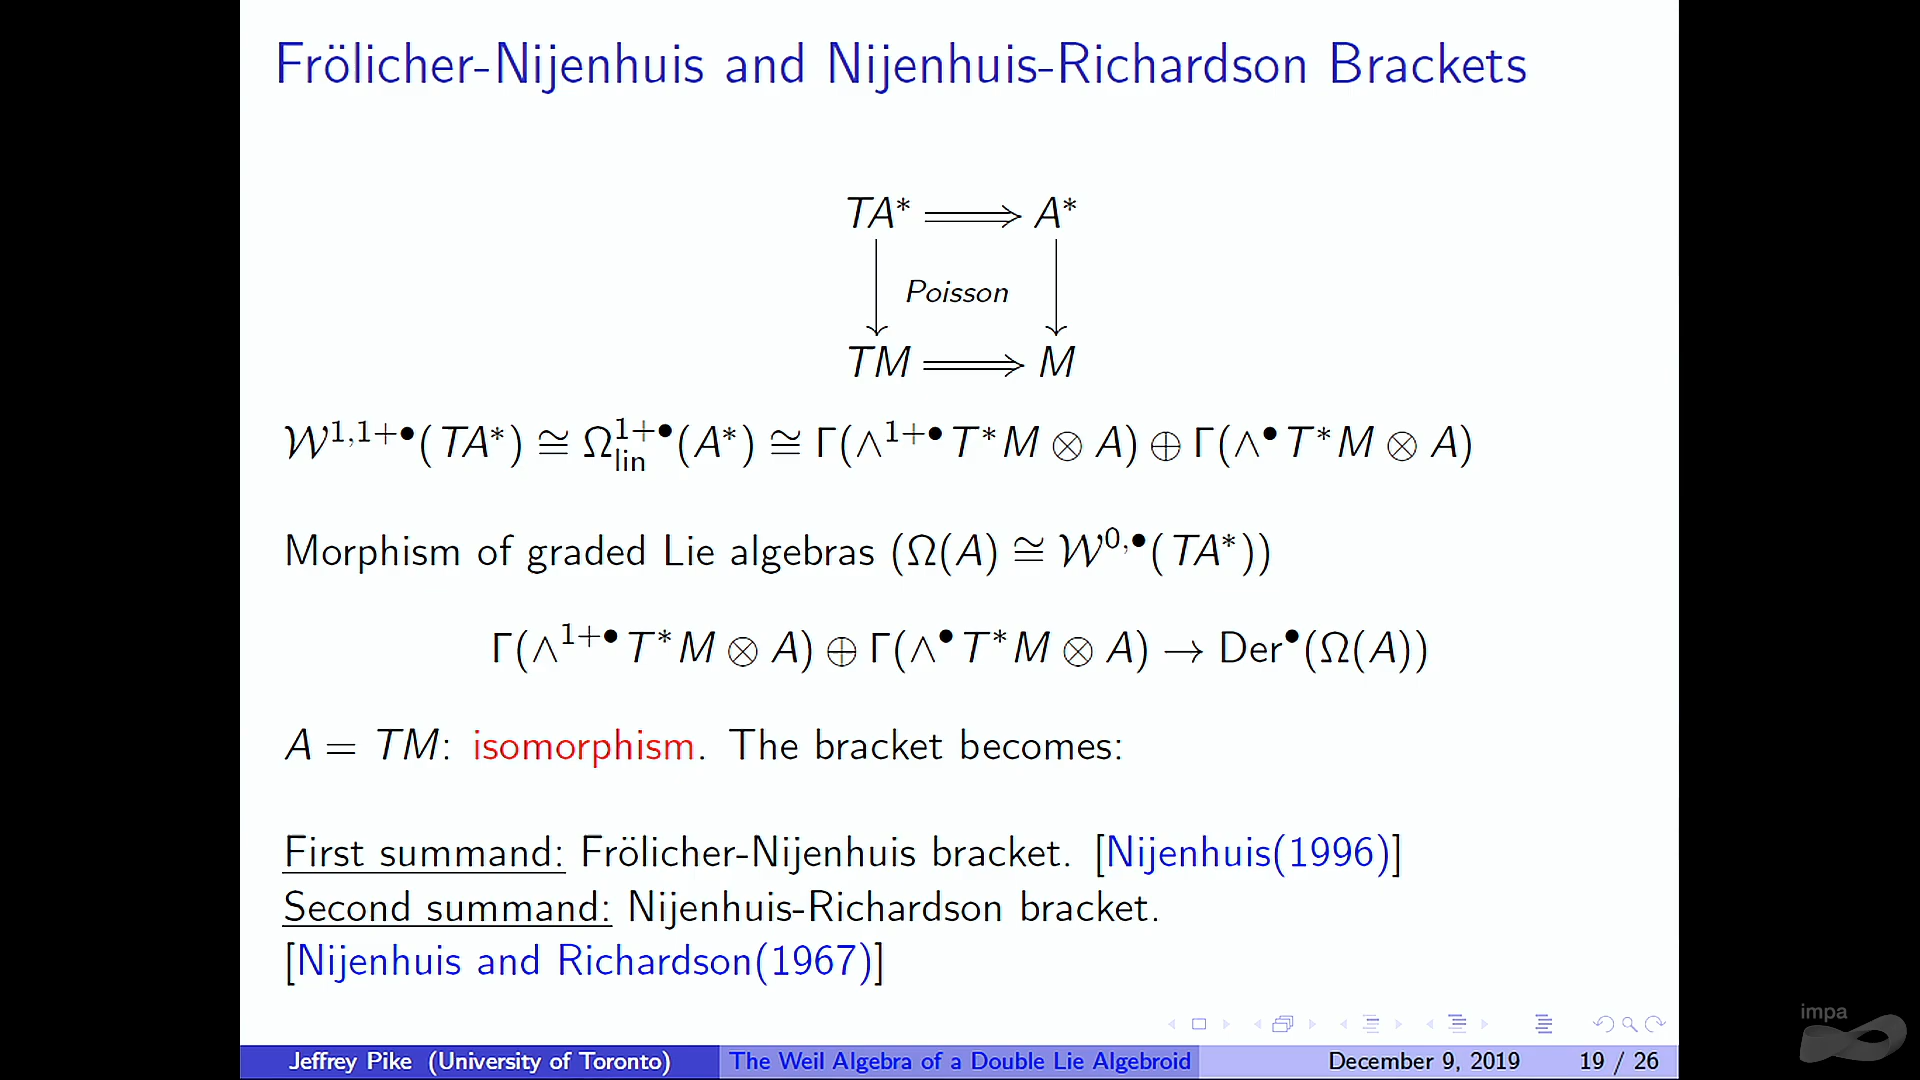 Frölicher-Nijenhuis and Nijenhuis-Richardson Brackets
TA* ⟹ A*
Poisson
TM ⟹ M
𝒲^{1,1+•}(TA*) ≅ Ω^{1+•}_{lin}(A*) ≅ Γ(∧^{1+•}T*M ⊗ A) ⊕ Γ(∧^•T*M ⊗ A)
Morphism of graded Lie algebras (Ω(A) ≅ 𝒲^{0,•}(TA*))
Γ(∧^{1+•}T*M ⊗ A) ⊕ Γ(∧^•T*M ⊗ A) → Der^•(Ω(A))
A = TM: isomorphism. The bracket becomes:
First summand: Frölicher-Nijenhuis bracket. [Nijenhuis(1996)]
Second summand: Nijenhuis-Richardson bracket.
[Nijenhuis and Richardson(1967)]
impa
Jeffrey Pike (University of Toronto) The Weil Algebra of a Double Lie Algebroid December 9, 2019 19 / 26